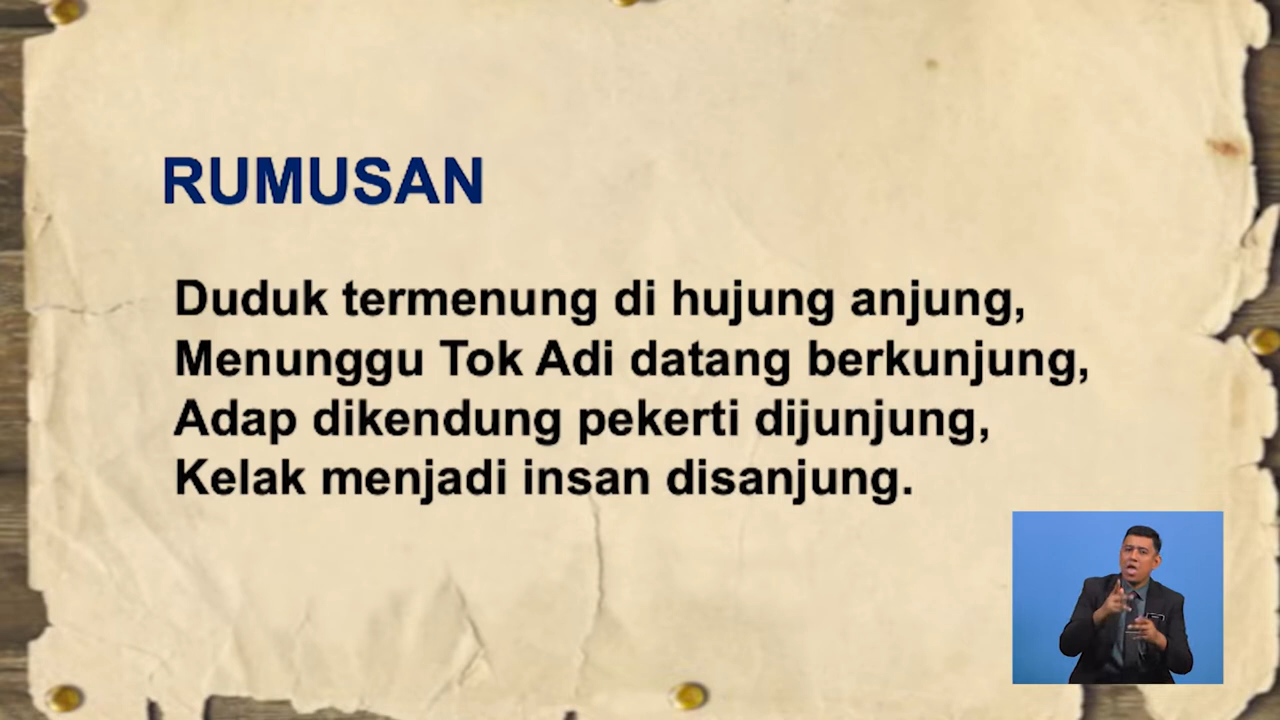 RUMUSAN
Duduk termenung di hujung anjung,
Menunggu Tok Adi datang berkunjung,
Adap dikendung pekerti dijunjung,
Kelak menjadi insan disanjung.